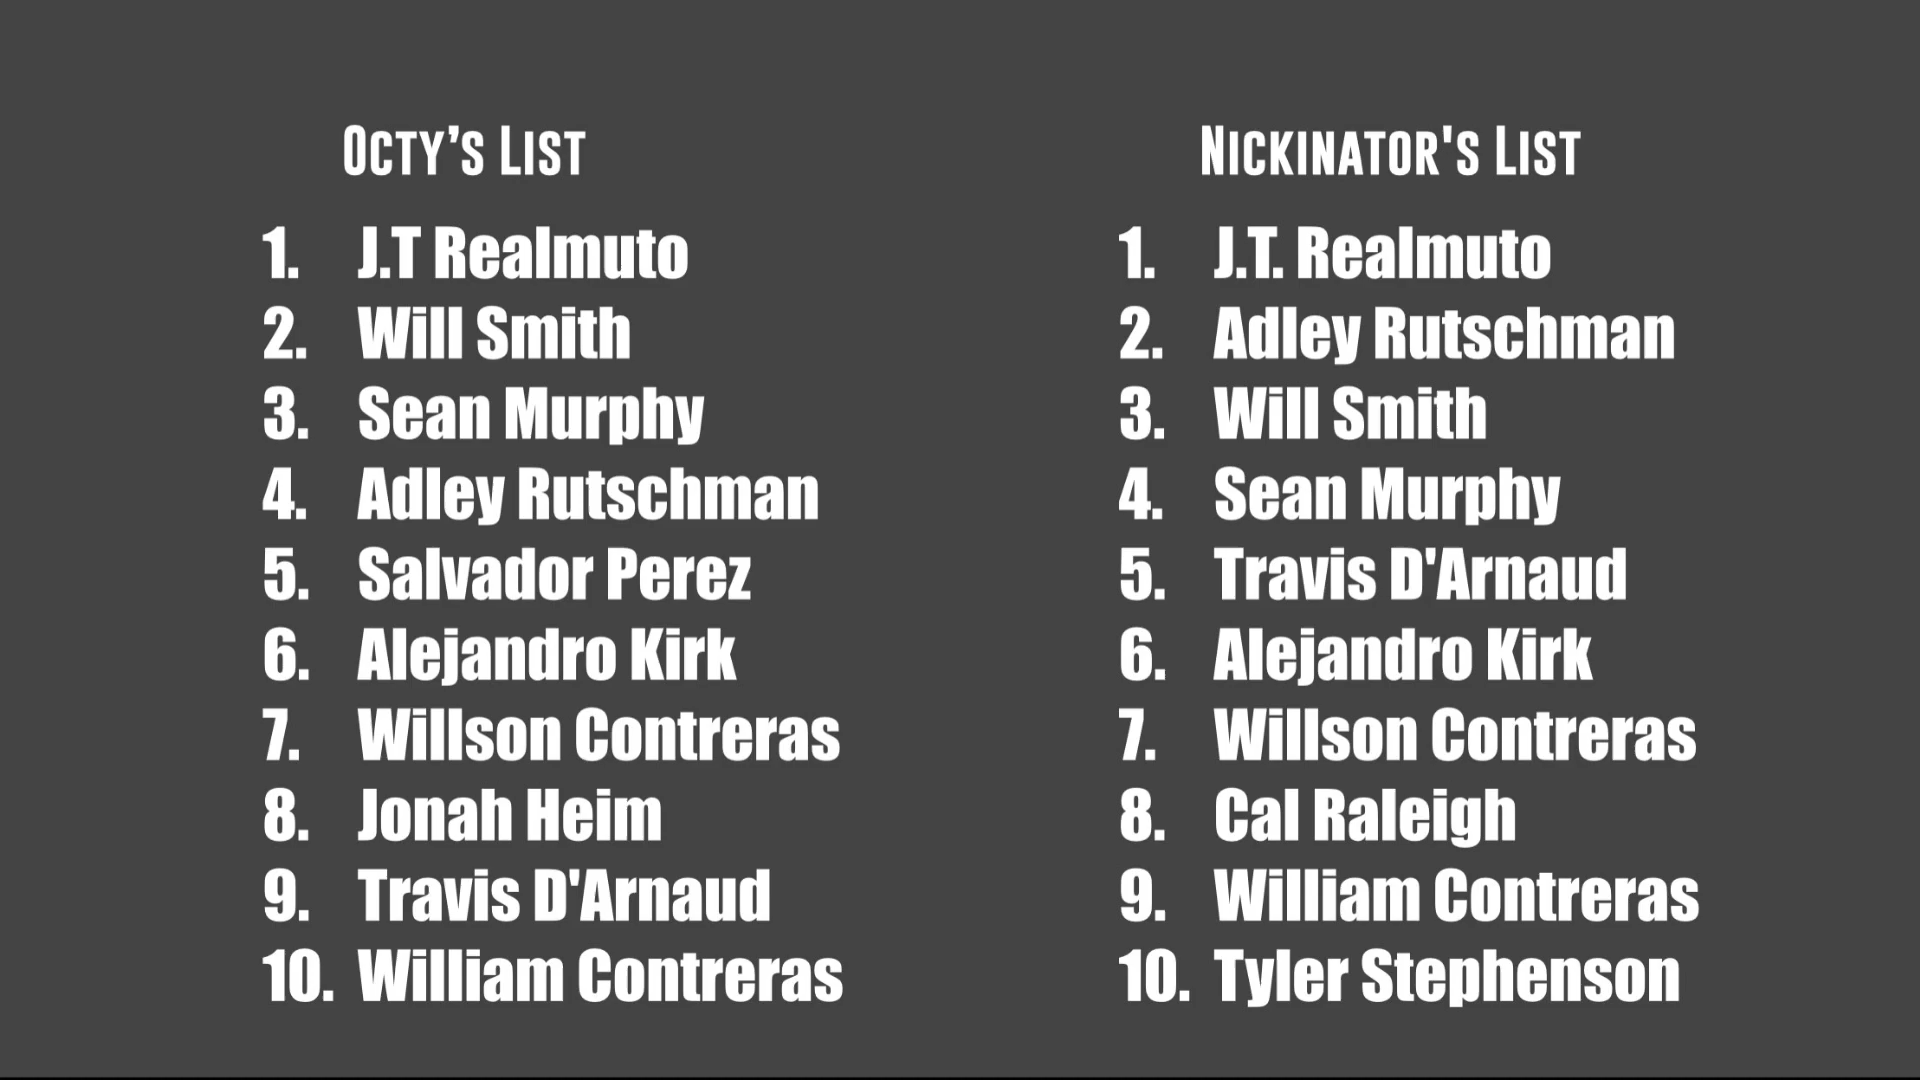 Octy's List
1. J.T Realmuto
2. Will Smith
3. Sean Murphy
4. Adley Rutschman
5. Salvador Perez
6. Alejandro Kirk
7. Willson Contreras
8. Jonah Heim
9. Travis D'Arnaud
10. William Contreras
Nickinator's List
1. J.T. Realmuto
2. Adley Rutschman
3. Will Smith
4. Sean Murphy
5. Travis D'Arnaud
6. Alejandro Kirk
7. Willson Contreras
8. Cal Raleigh
9. William Contreras
10. Tyler Stephenson